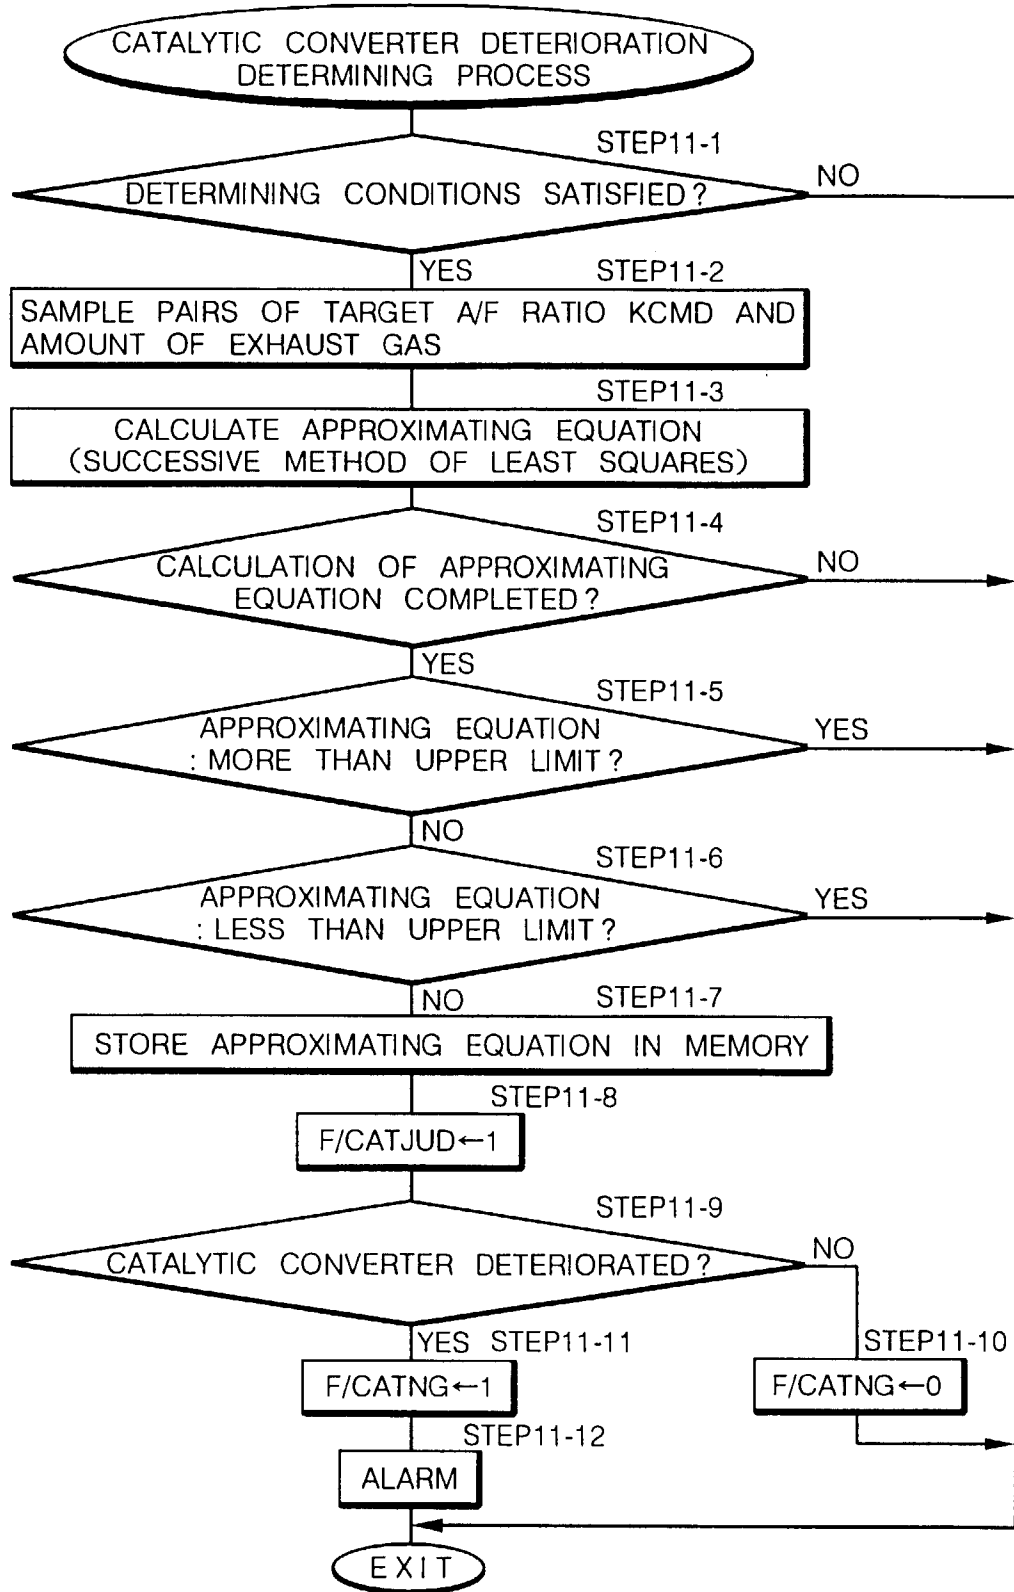 CATALYTIC CONVERTER DETERIORATION
DETERMINING PROCESS
STEP11-1
DETERMINING CONDITIONS SATISFIED?
NO
YES
STEP11-2
SAMPLE PAIRS OF TARGET A/F RATIO KCMD AND
AMOUNT OF EXHAUST GAS
STEP11-3
CALCULATE APPROXIMATING EQUATION
(SUCCESSIVE METHOD OF LEAST SQUARES)
STEP11-4
CALCULATION OF APPROXIMATING
EQUATION COMPLETED?
NO
YES
STEP11-5
APPROXIMATING EQUATION
:MORE THAN UPPER LIMIT?
YES
NO
STEP11-6
APPROXIMATING EQUATION
:LESS THAN UPPER LIMIT?
YES
NO
STEP11-7
STORE APPROXIMATING EQUATION IN MEMORY
STEP11-8
F/CATJUD←1
STEP11-9
CATALYTIC CONVERTER DETERIORATED?
NO
YES
STEP11-11
STEP11-10
F/CATNG←1
F/CATNG←0
STEP11-12
ALARM
EXIT